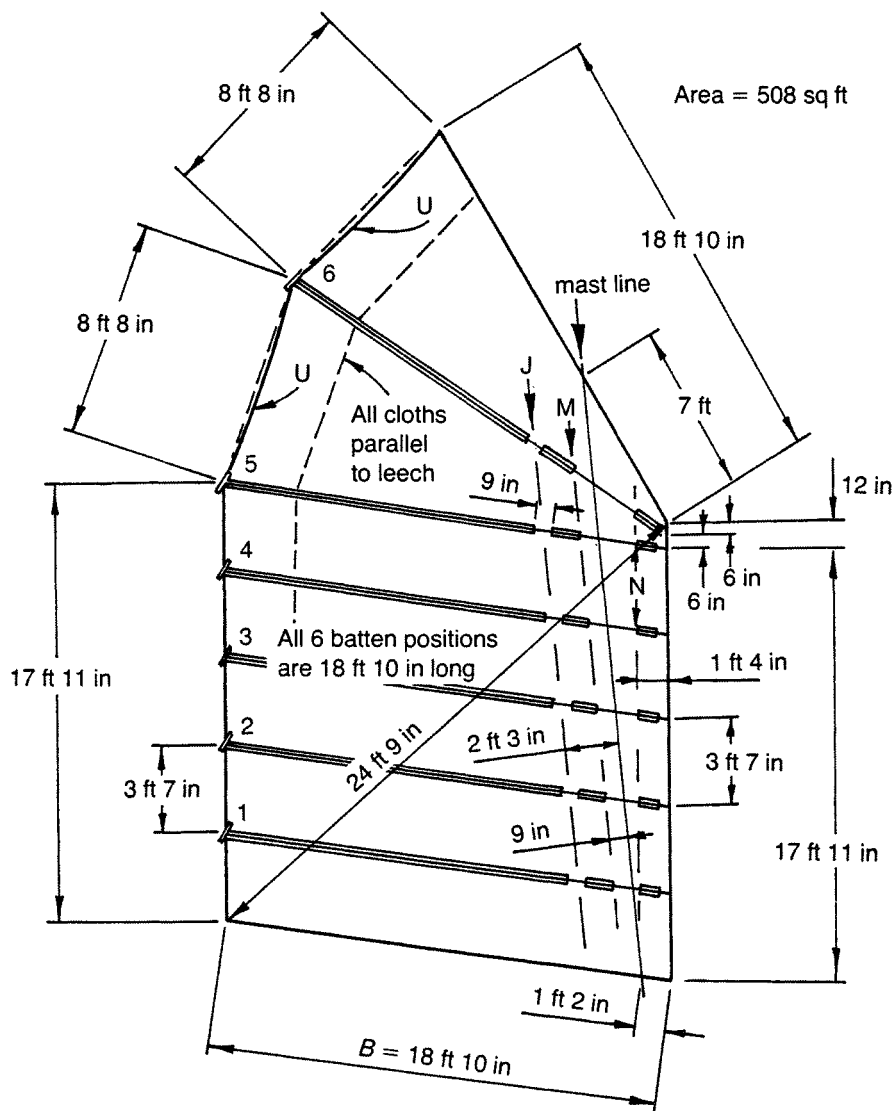 8 ft 8 in
Area = 508 sq ft
U
18 ft 10 in
6
mast line
8 ft 8 in
J
U
All cloths
parallel
to leech
M
7 ft
5
9 in
12 in
4
N
6 in
6 in
3
All 6 batten positions
are 18 ft 10 in long
17 ft 11 in
1 ft 4 in
2
24 ft 9 in
2 ft 3 in
3 ft 7 in
3 ft 7 in
1
9 in
17 ft 11 in
1 ft 2 in
B = 18 ft 10 in